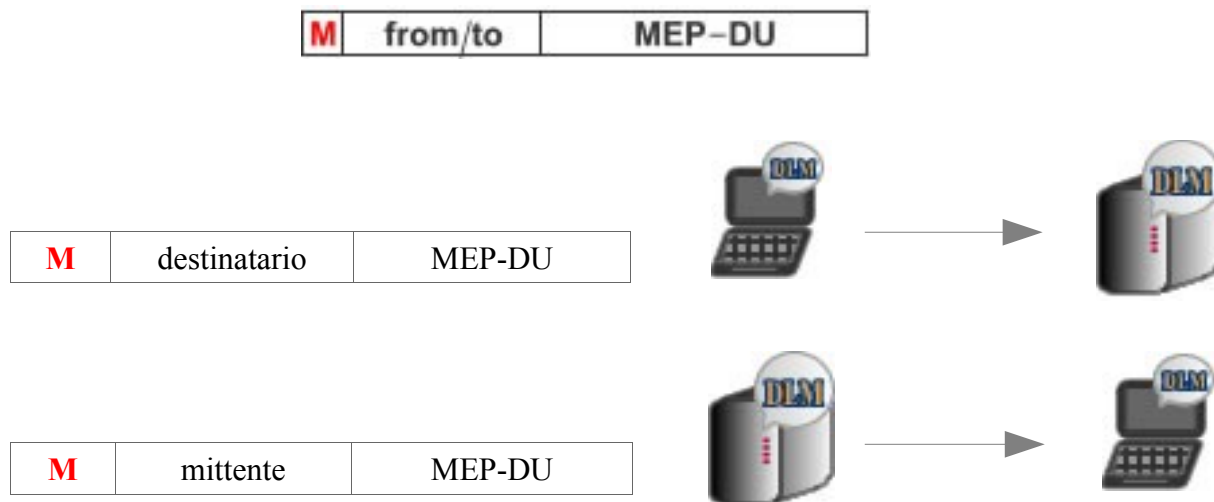 M from/to MEP-DU
DLM
DLM
M destinatario MEP-DU
DLM
DLM
M mittente MEP-DU